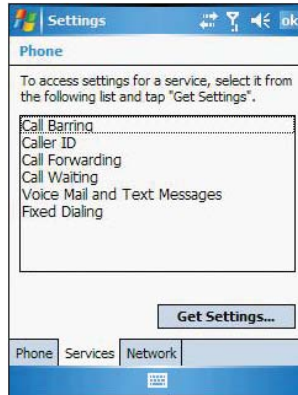 Settings
ok
Phone
To access settings for a service, select it from
the following list and tap "Get Settings".
Call Barring
Caller ID
Call Forwarding
Call Waiting
Voice Mail and Text Messages
Fixed Dialing
Get Settings...
Phone Services Network